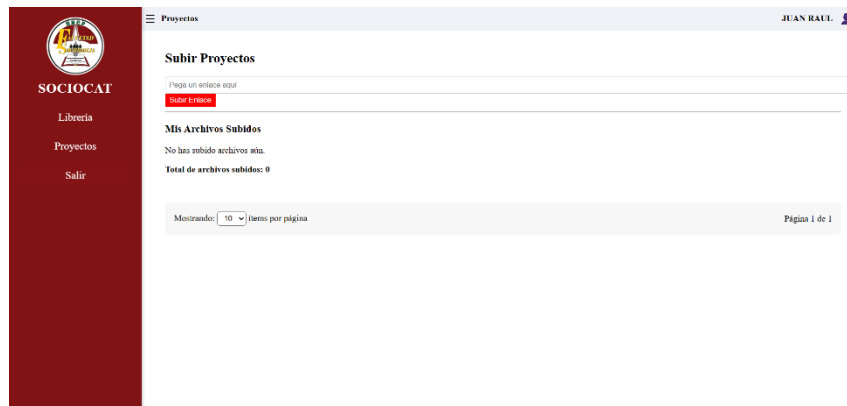 ☰ Proyectos
JUAN RAUL
SOCIOCAT
Librería
Proyectos
Salir
Subir Proyectos
Pega un enlace aquí
Subir Enlace
Mis Archivos Subidos
No has subido archivos aún.
Total de archivos subidos: 0
Mostrando: 10 items por página
Página 1 de 1